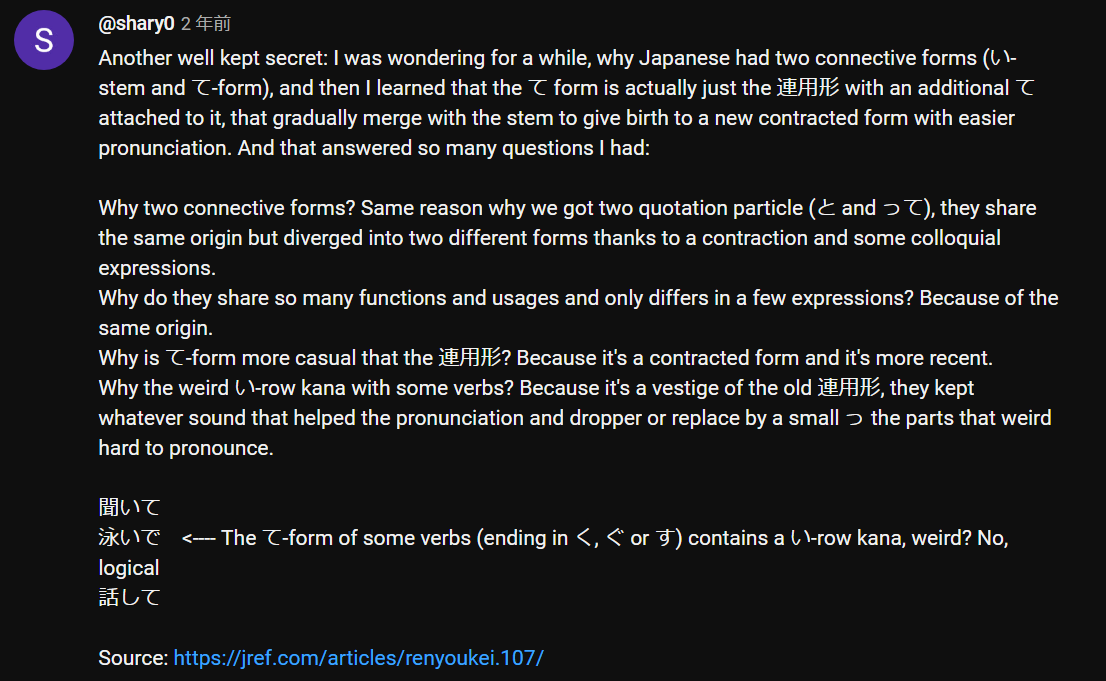 S
@shary0 2 年前
Another well kept secret: I was wondering for a while, why Japanese had two connective forms (い-
stem and て-form), and then I learned that the て form is actually just the 連用形 with an additional て
attached to it, that gradually merge with the stem to give birth to a new contracted form with easier
pronunciation. And that answered so many questions I had:
Why two connective forms? Same reason why we got two quotation particle (と and って), they share
the same origin but diverged into two different forms thanks to a contraction and some colloquial
expressions.
Why do they share so many functions and usages and only differs in a few expressions? Because of the
same origin.
Why is て-form more casual that the 連用形? Because it's a contracted form and it's more recent.
Why the weird い-row kana with some verbs? Because it's a vestige of the old 連用形, they kept
whatever sound that helped the pronunciation and dropper or replace by a small っ the parts that weird
hard to pronounce.
聞いて
泳いで <---- The て-form of some verbs (ending in く, ぐ or す) contains a い-row kana, weird? No,
logical
話して
Source: https://jref.com/articles/renyoukei.107/